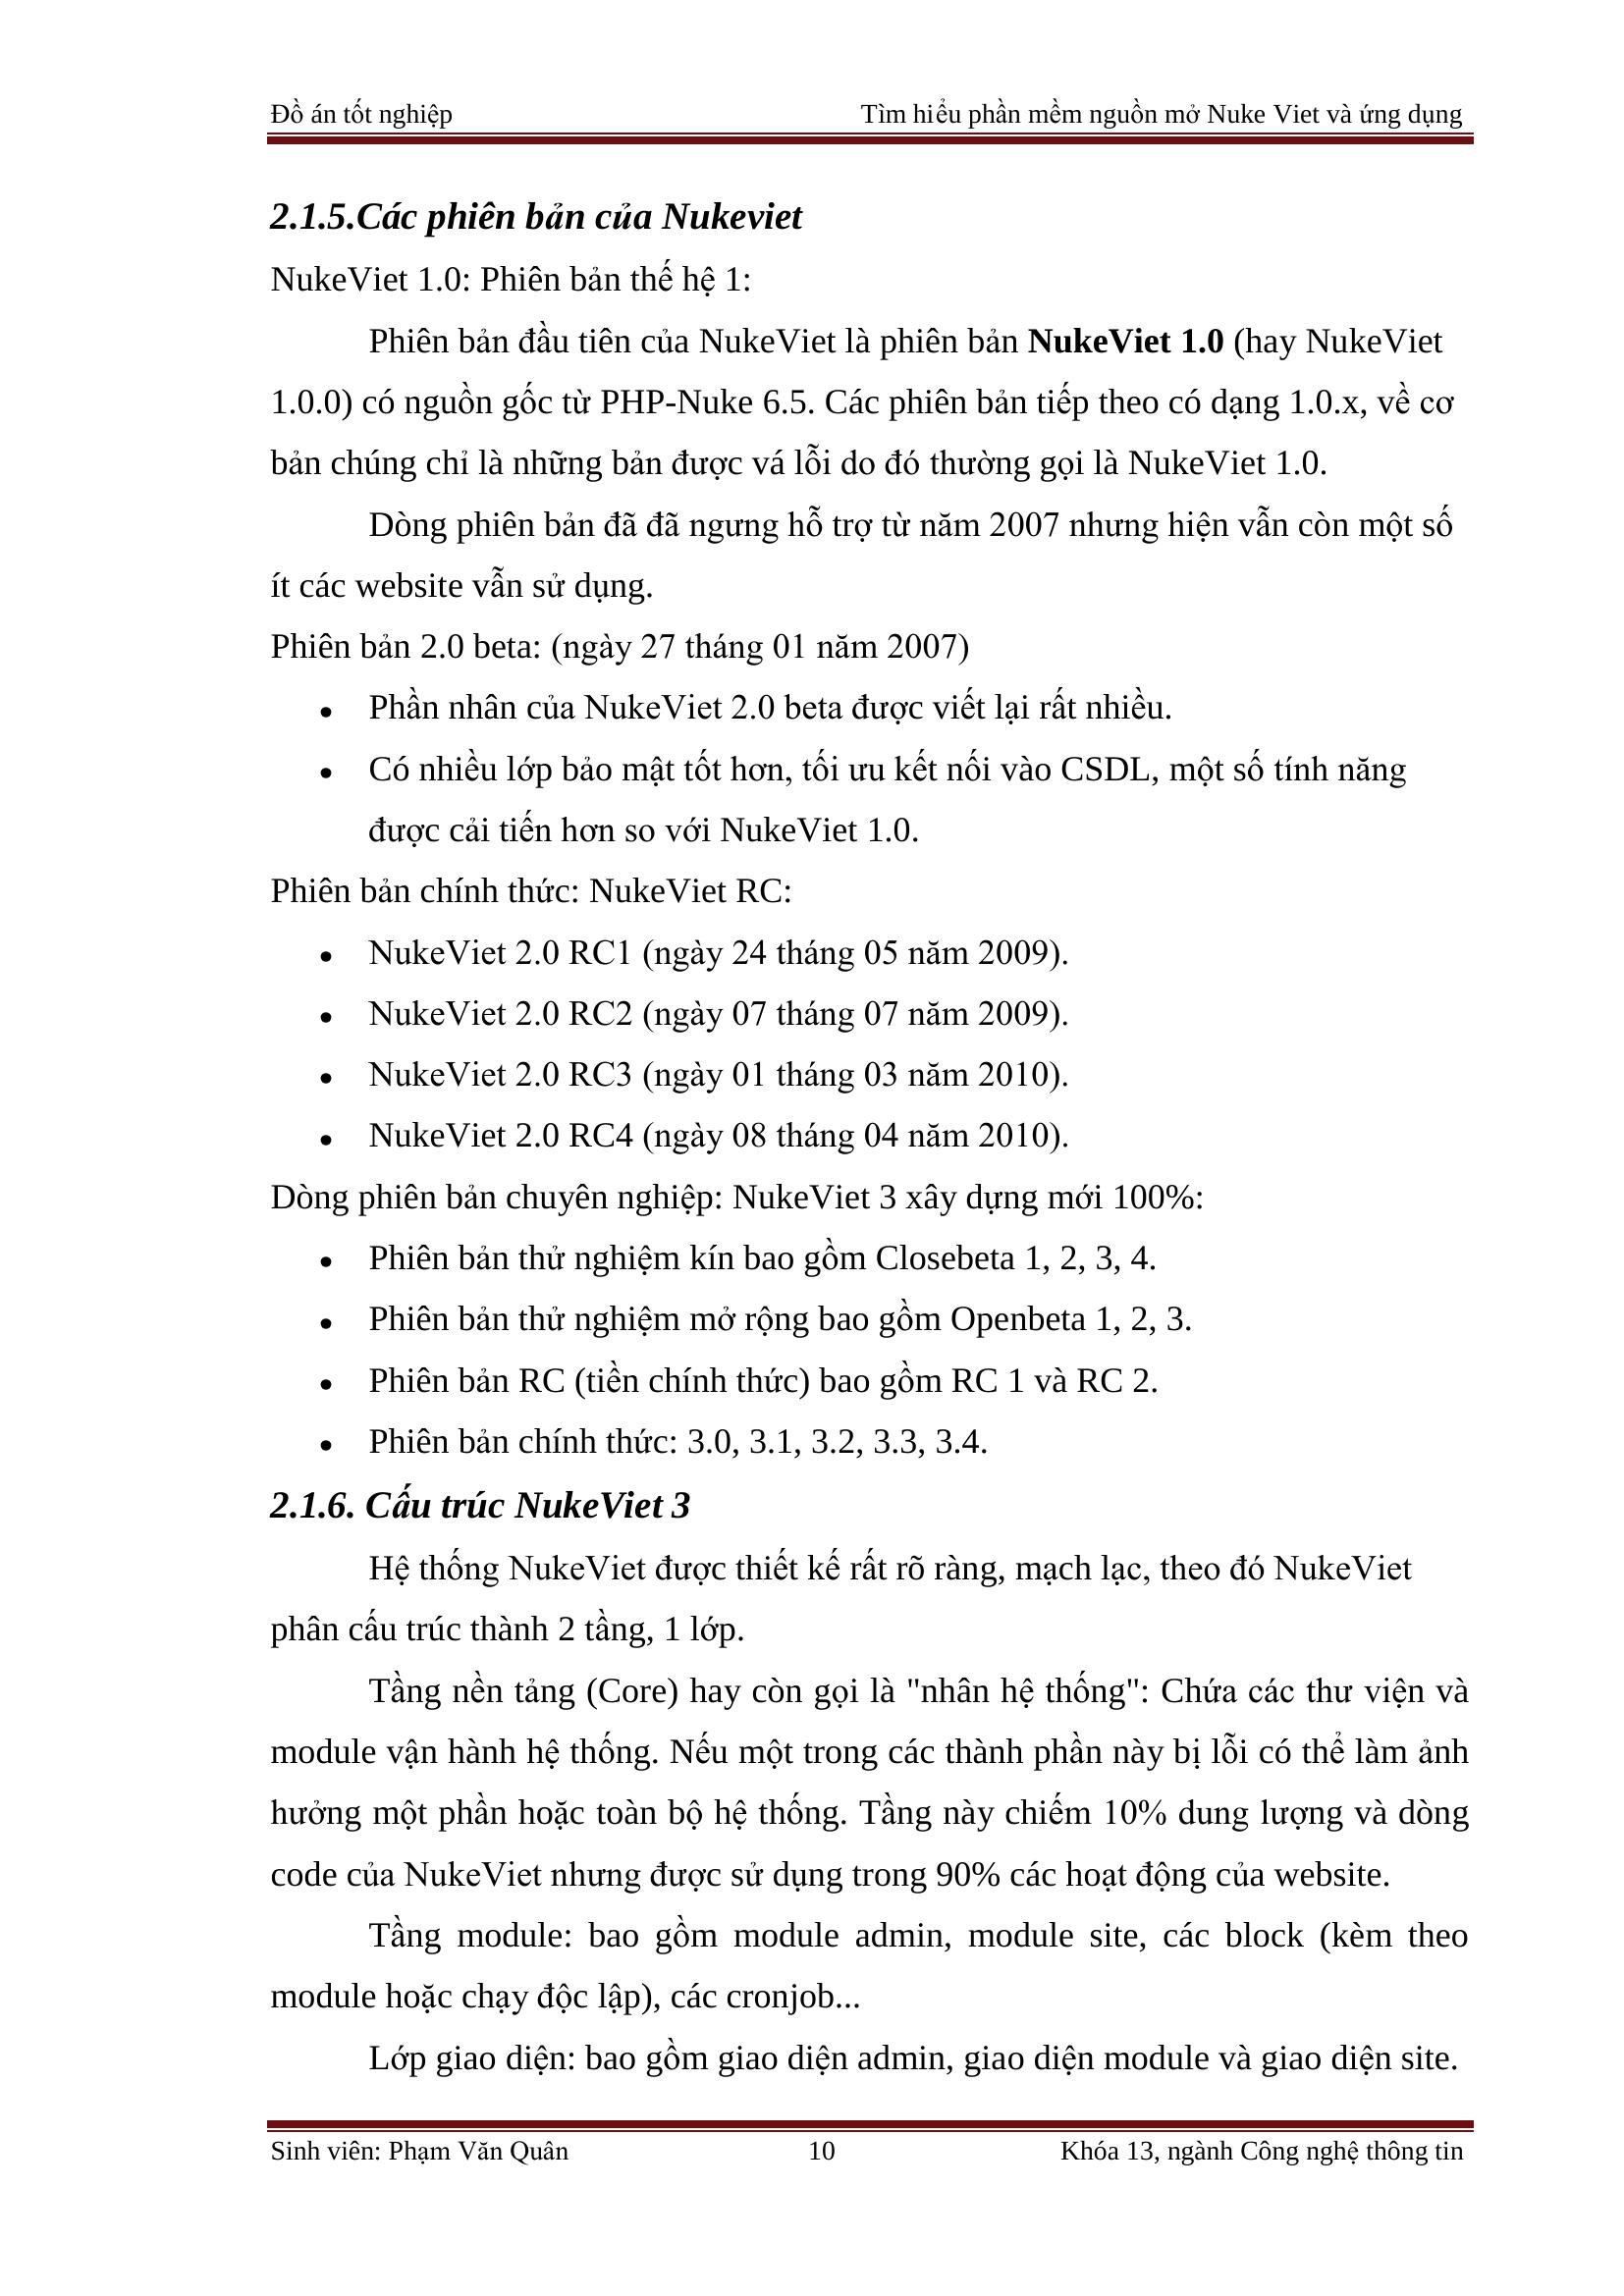 Đồ án tốt nghiệp Tìm hiểu phần mềm nguồn mở Nuke Viet và ứng dụng
2.1.5.Các phiên bản của Nukeviet
NukeViet 1.0: Phiên bản thế hệ 1:
Phiên bản đầu tiên của NukeViet là phiên bản NukeViet 1.0 (hay NukeViet
1.0.0) có nguồn gốc từ PHP-Nuke 6.5. Các phiên bản tiếp theo có dạng 1.0.x, về cơ
bản chúng chỉ là những bản được vá lỗi do đó thường gọi là NukeViet 1.0.
Dòng phiên bản đã đã ngưng hỗ trợ từ năm 2007 nhưng hiện vẫn còn một số
ít các website vẫn sử dụng.
Phiên bản 2.0 beta: (ngày 27 tháng 01 năm 2007)
• Phần nhân của NukeViet 2.0 beta được viết lại rất nhiều.
• Có nhiều lớp bảo mật tốt hơn, tối ưu kết nối vào CSDL, một số tính năng
được cải tiến hơn so với NukeViet 1.0.
Phiên bản chính thức: NukeViet RC:
• NukeViet 2.0 RC1 (ngày 24 tháng 05 năm 2009).
• NukeViet 2.0 RC2 (ngày 07 tháng 07 năm 2009).
• NukeViet 2.0 RC3 (ngày 01 tháng 03 năm 2010).
• NukeViet 2.0 RC4 (ngày 08 tháng 04 năm 2010).
Dòng phiên bản chuyên nghiệp: NukeViet 3 xây dựng mới 100%:
• Phiên bản thử nghiệm kín bao gồm Closebeta 1, 2, 3, 4.
• Phiên bản thử nghiệm mở rộng bao gồm Openbeta 1, 2, 3.
• Phiên bản RC (tiền chính thức) bao gồm RC 1 và RC 2.
• Phiên bản chính thức: 3.0, 3.1, 3.2, 3.3, 3.4.
2.1.6. Cấu trúc NukeViet 3
Hệ thống NukeViet được thiết kế rất rõ ràng, mạch lạc, theo đó NukeViet
phân cấu trúc thành 2 tầng, 1 lớp.
Tầng nền tảng (Core) hay còn gọi là "nhân hệ thống": Chứa các thư viện và
module vận hành hệ thống. Nếu một trong các thành phần này bị lỗi có thể làm ảnh
hưởng một phần hoặc toàn bộ hệ thống. Tầng này chiếm 10% dung lượng và dòng
code của NukeViet nhưng được sử dụng trong 90% các hoạt động của website.
Tầng module: bao gồm module admin, module site, các block (kèm theo
module hoặc chạy độc lập), các cronjob...
Lớp giao diện: bao gồm giao diện admin, giao diện module và giao diện site.
Sinh viên: Phạm Văn Quân 10 Khóa 13, ngành Công nghệ thông tin